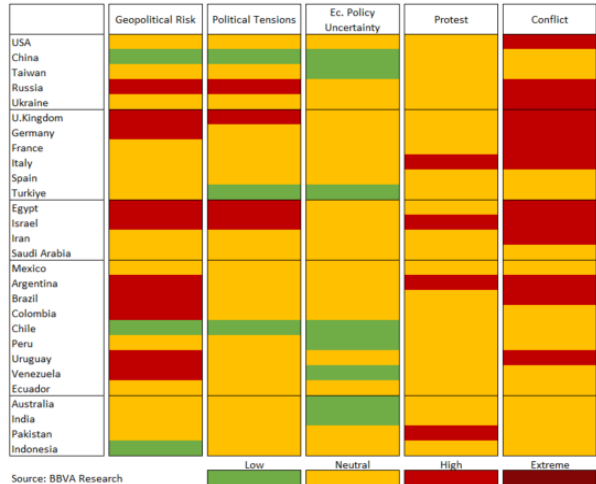 Geopolitical Risk Political Tensions Ec. Policy Uncertainty Protest Conflict
USA
China
Taiwan
Russia
Ukraine
U.Kingdom
Germany
France
Italy
Spain
Turkiye
Egypt
Israel
Iran
Saudi Arabia
Mexico
Argentina
Brazil
Colombia
Chile
Peru
Uruguay
Venezuela
Ecuador
Australia
India
Pakistan
Indonesia
Low Neutral High Extreme
Source: BBVA Research